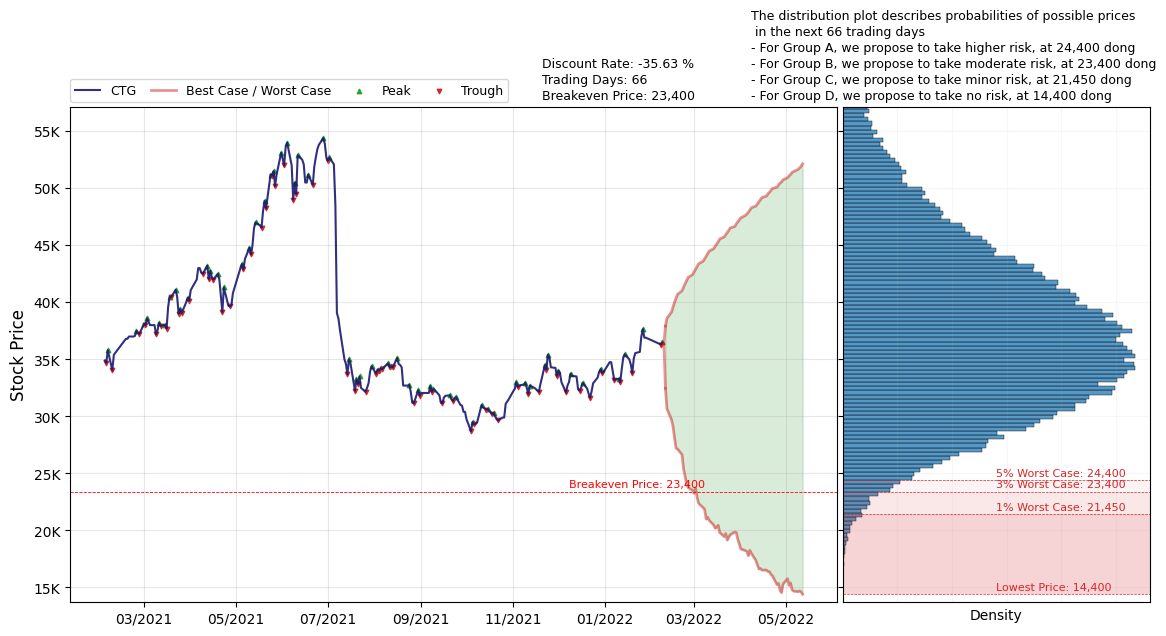 The distribution plot describes probabilities of possible prices
in the next 66 trading days
- For Group A, we propose to take higher risk, at 24,400 dong
- For Group B, we propose to take moderate risk, at 23,400 dong
- For Group C, we propose to take minor risk, at 21,450 dong
- For Group D, we propose to take no risk, at 14,400 dong
Discount Rate: -35.63 %
Trading Days: 66
Breakeven Price: 23,400
CTG
Best Case / Worst Case
Peak
Trough
Stock Price
55K
50K
45K
40K
35K
30K
25K
20K
15K
Breakeven Price: 23,400
03/2021
05/2021
07/2021
09/2021
11/2021
01/2022
03/2022
05/2022
5% Worst Case: 24,400
3% Worst Case: 23,400
1% Worst Case: 21,450
Lowest Price: 14,400
Density